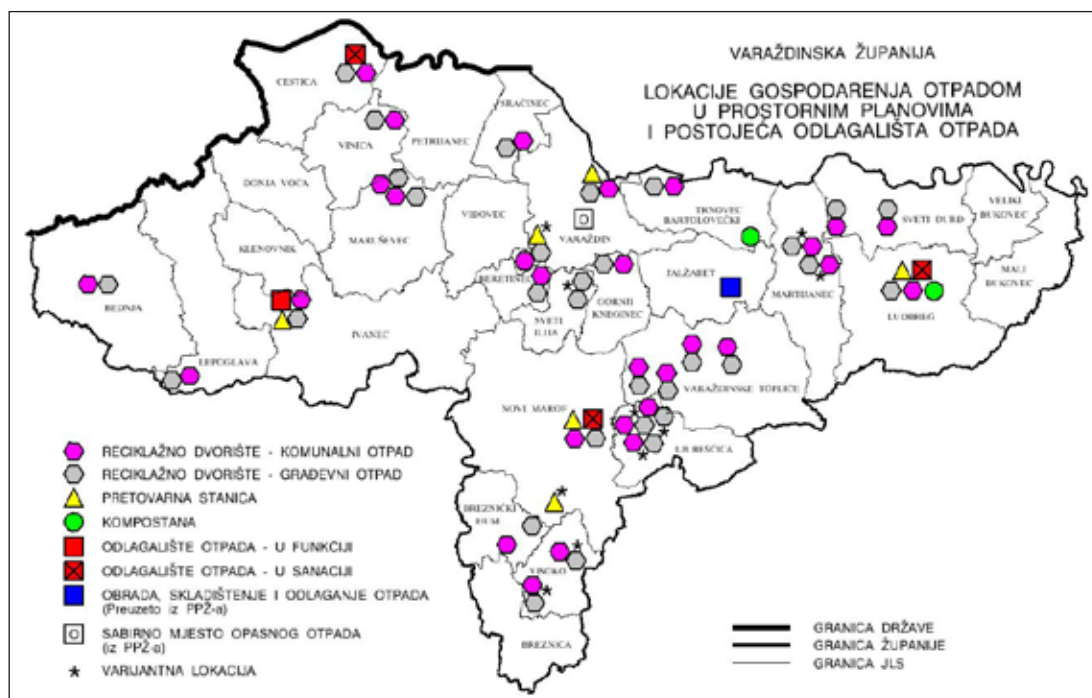 VARAŽDINSKA ŽUPANIJA
LOKACIJE GOSPODARENJA OTPADOM
U PROSTORNIM PLANOVIMA
I POSTOJEĆA ODLAGALIŠTA OTPADA
CESTICA
SRAČINEC
VINICA
PETRIJANEC
DONJA VOĆA
VIDOVEC
TRNOVEC
BARTOLOVEČKI
SVETI ĐURĐ
VELIKI
BUKOVEC
KLENOVNIK
MARUŠEVEC
VARAŽDIN
BERETINEC
JALŽABET
MARTIJANEC
MALI
BUKOVEC
BEDNJA
GORNJI
KNEGINEC
LUDBREG
SVETI
ILIJA
IVANEC
LEPOGLAVA
VARAŽDINSKE TOPLICE
NOVI MAROF
LJUBEŠĆICA
BREZNIČKI
HUM
VISOKO
BREZNICA
RECIKLAŽNO DVORIŠTE - KOMUNALNI OTPAD
RECIKLAŽNO DVORIŠTE - GRAĐEVNI OTPAD
PRETOVARNA STANICA
KOMPOSTANA
ODLAGALIŠTE OTPADA - U FUNKCIJI
ODLAGALIŠTE OTPADA - U SANACIJI
OBRADA, SKLADIŠTENJE I ODLAGANJE OTPADA
(Preuzeto iz PPŽ-a)
SABIRNO MJESTO OPASNOG OTPADA
(iz PPŽ-a)
VARIJANTNA LOKACIJA
GRANICA DRŽAVE
GRANICA ŽUPANIJE
GRANICA JLS